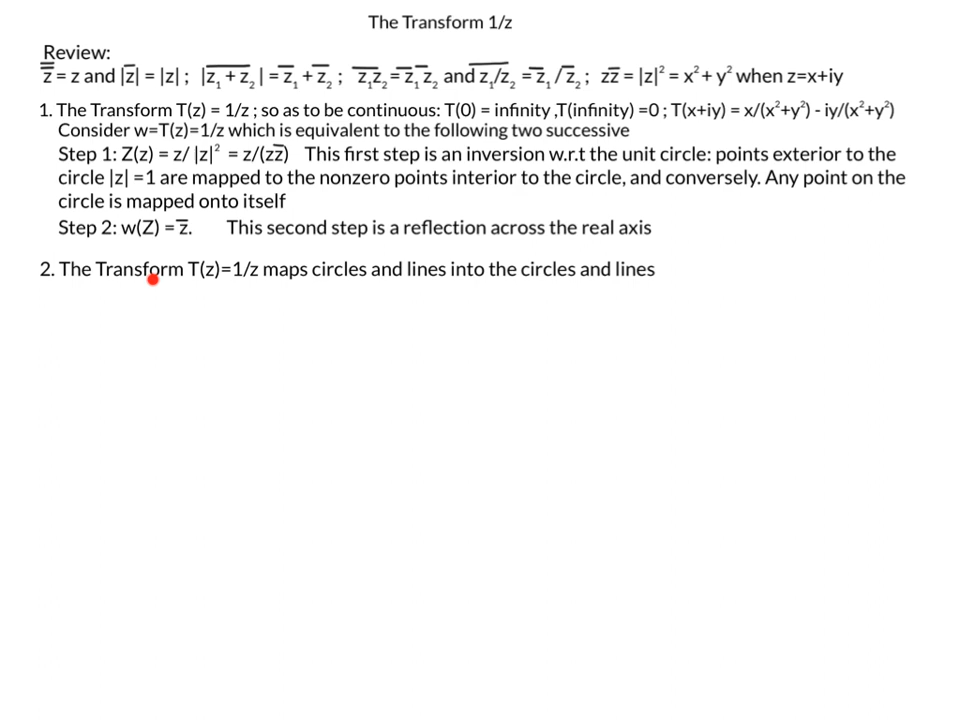 The Transform 1/z
Review:
z̿ = z and |z̅| = |z| ; |z̅₁̅ ̅+̅ ̅z̅₂̅ | = z̅₁ + z̅₂ ; z̅₁̅z̅₂̅ = z̅₁ z̅₂ and z̅₁̅/̅z̅₂̅ = z̅₁ / z̅₂ ; zz̅ = |z|² = x² + y² when z=x+iy
1. The Transform T(z) = 1/z ; so as to be continuous: T(0) = infinity ,T(infinity) =0 ; T(x+iy) = x/(x²+y²) - iy/(x²+y²)
Consider w=T(z)=1/z which is equivalent to the following two successive
Step 1: Z(z) = z/ |z|² = z/(zz̅) This first step is an inversion w.r.t the unit circle: points exterior to the
circle |z| =1 are mapped to the nonzero points interior to the circle, and conversely. Any point on the
circle is mapped onto itself
Step 2: w(Z) = z̅. This second step is a reflection across the real axis
2. The Transform T(z)=1/z maps circles and lines into the circles and lines